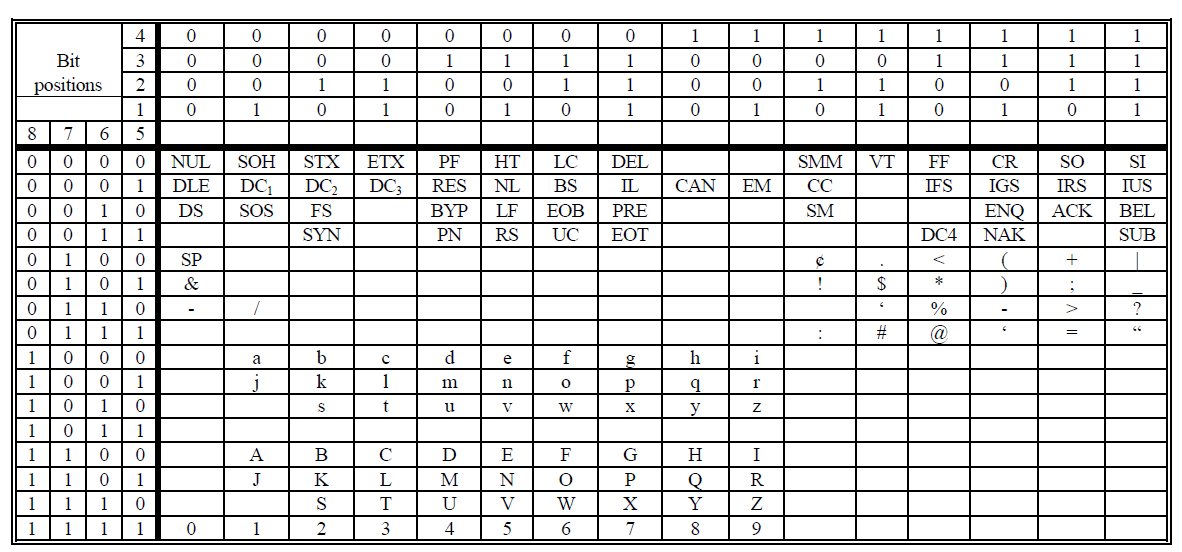 4 0 0 0 0 0 0 0 0 1 1 1 1 1 1 1 1
Bit positions 3 0 0 0 0 1 1 1 1 0 0 0 0 1 1 1 1
2 0 0 1 1 0 0 1 1 0 0 1 1 0 0 1 1
1 0 1 0 1 0 1 0 1 0 1 0 1 0 1 0 1
8 7 6 5
0 0 0 0 NUL SOH STX ETX PF HT LC DEL SMM VT FF CR SO SI
0 0 0 1 DLE DC1 DC2 DC3 RES NL BS IL CAN EM CC IFS IGS IRS IUS
0 0 1 0 DS SOS FS BYP LF EOB PRE SM ENQ ACK BEL
0 0 1 1 SYN PN RS UC EOT DC4 NAK SUB
0 1 0 0 SP ¢ . < ( + |
0 1 0 1 & ! $ * ) ; _
0 1 1 0 - / ‘ % - > ?
0 1 1 1 : # @ ‘ = “
1 0 0 0 a b c d e f g h i
1 0 0 1 j k l m n o p q r
1 0 1 0 s t u v w x y z
1 0 1 1
1 1 0 0 A B C D E F G H I
1 1 0 1 J K L M N O P Q R
1 1 1 0 S T U V W X Y Z
1 1 1 1 0 1 2 3 4 5 6 7 8 9